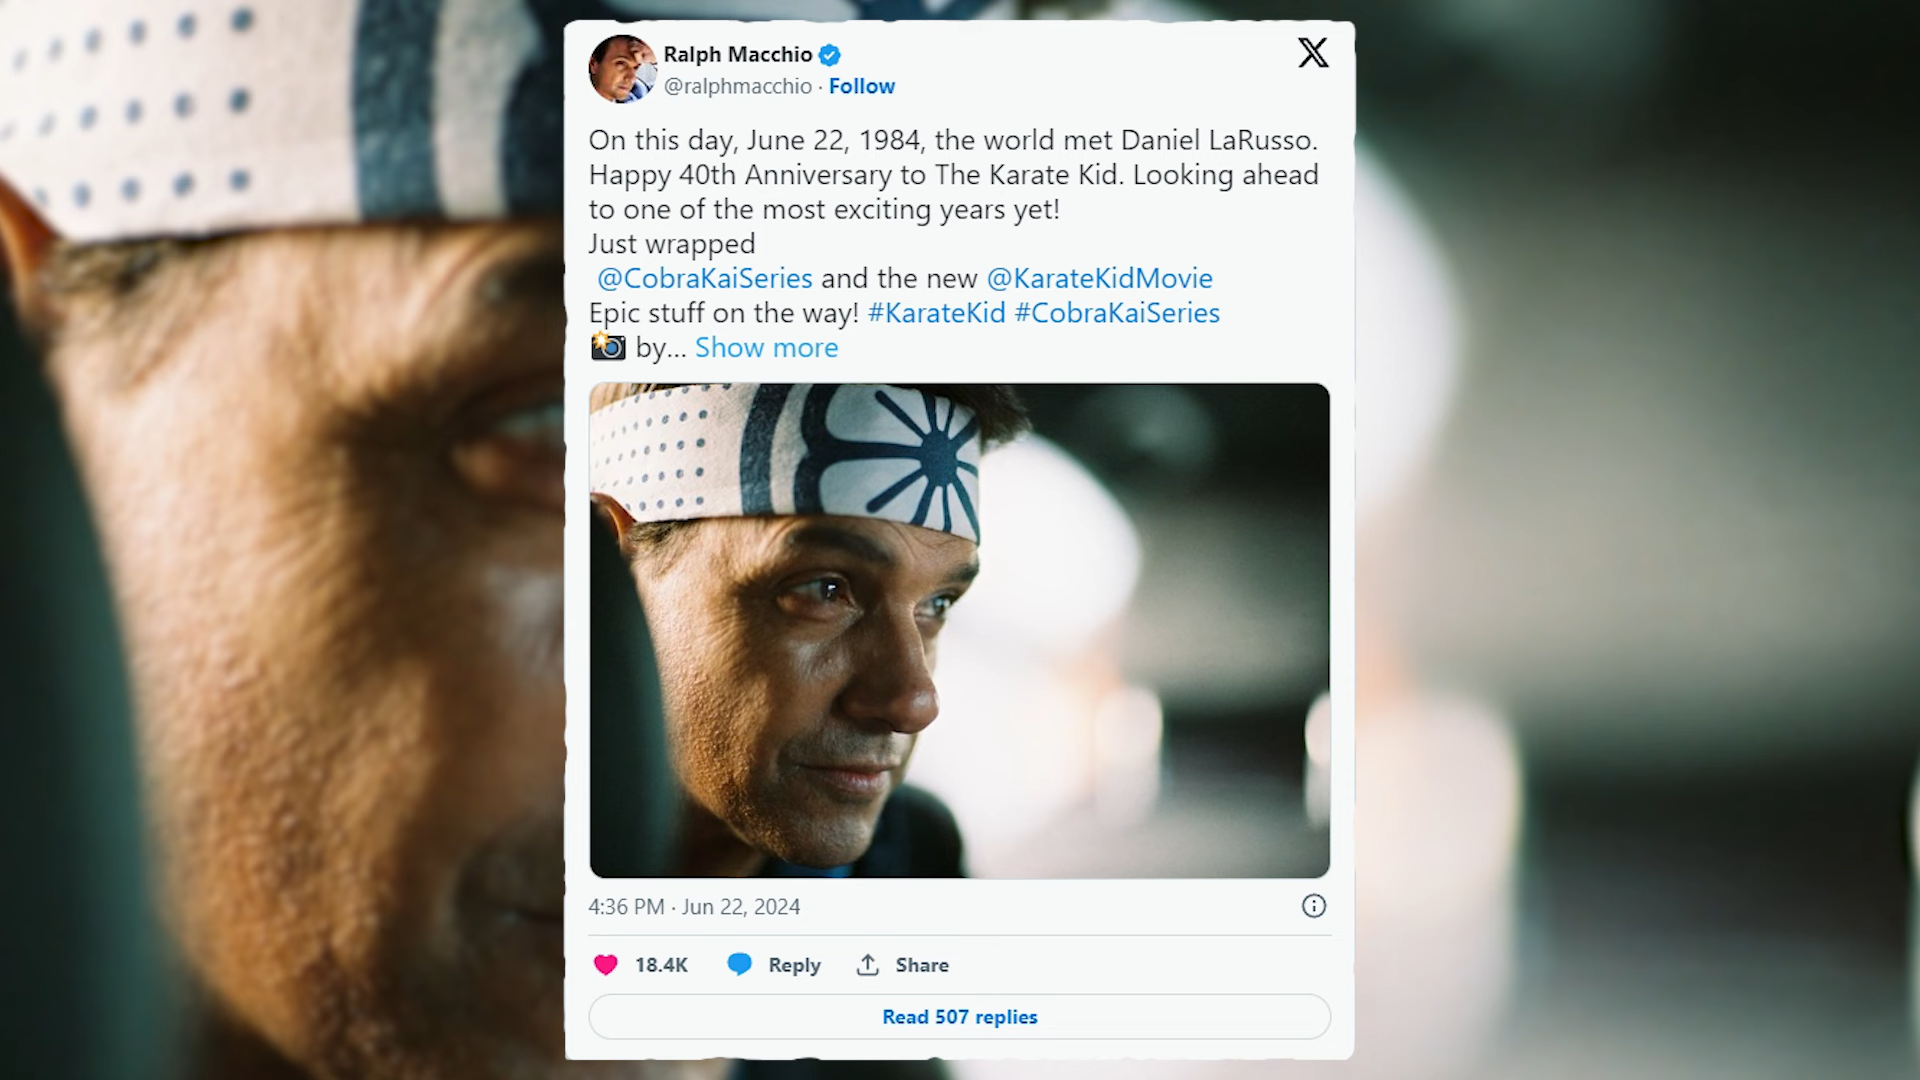 Ralph Macchio
@ralphmacchio · Follow
On this day, June 22, 1984, the world met Daniel LaRusso.
Happy 40th Anniversary to The Karate Kid. Looking ahead
to one of the most exciting years yet!
Just wrapped
@CobraKaiSeries and the new @KarateKidMovie
Epic stuff on the way! #KarateKid #CobraKaiSeries
📸 by... Show more
4:36 PM · Jun 22, 2024
18.4K Reply Share
Read 507 replies